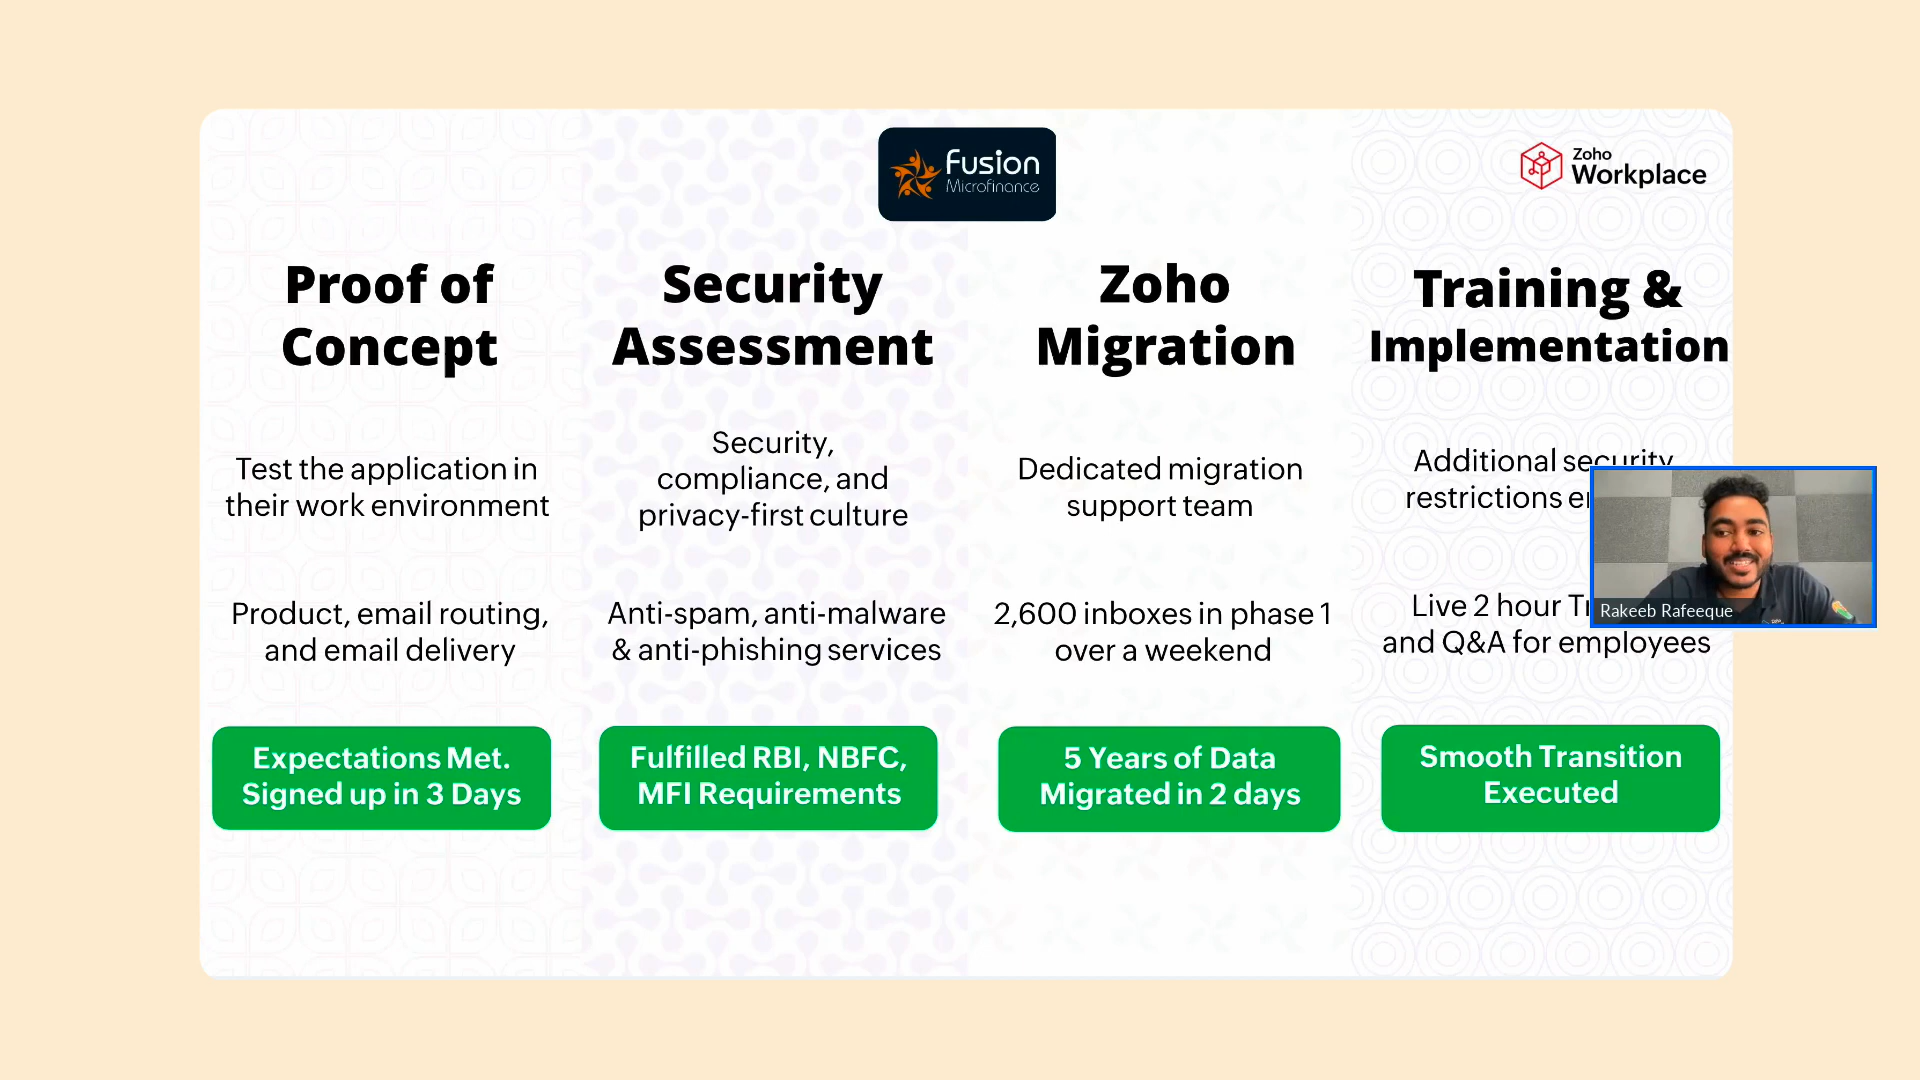 Fusion
Microfinance
Zoho
Workplace
Proof of
Concept
Test the application in
their work environment
Product, email routing,
and email delivery
Expectations Met.
Signed up in 3 Days
Security
Assessment
Security,
compliance, and
privacy-first culture
Anti-spam, anti-malware
& anti-phishing services
Fulfilled RBI, NBFC,
MFI Requirements
Zoho
Migration
Dedicated migration
support team
2,600 inboxes in phase 1
over a weekend
5 Years of Data
Migrated in 2 days
Training &
Implementation
Additional security
restrictions
Live 2 hour
and Q&A for employees
Smooth Transition
Executed
Rakeeb Rafeeque